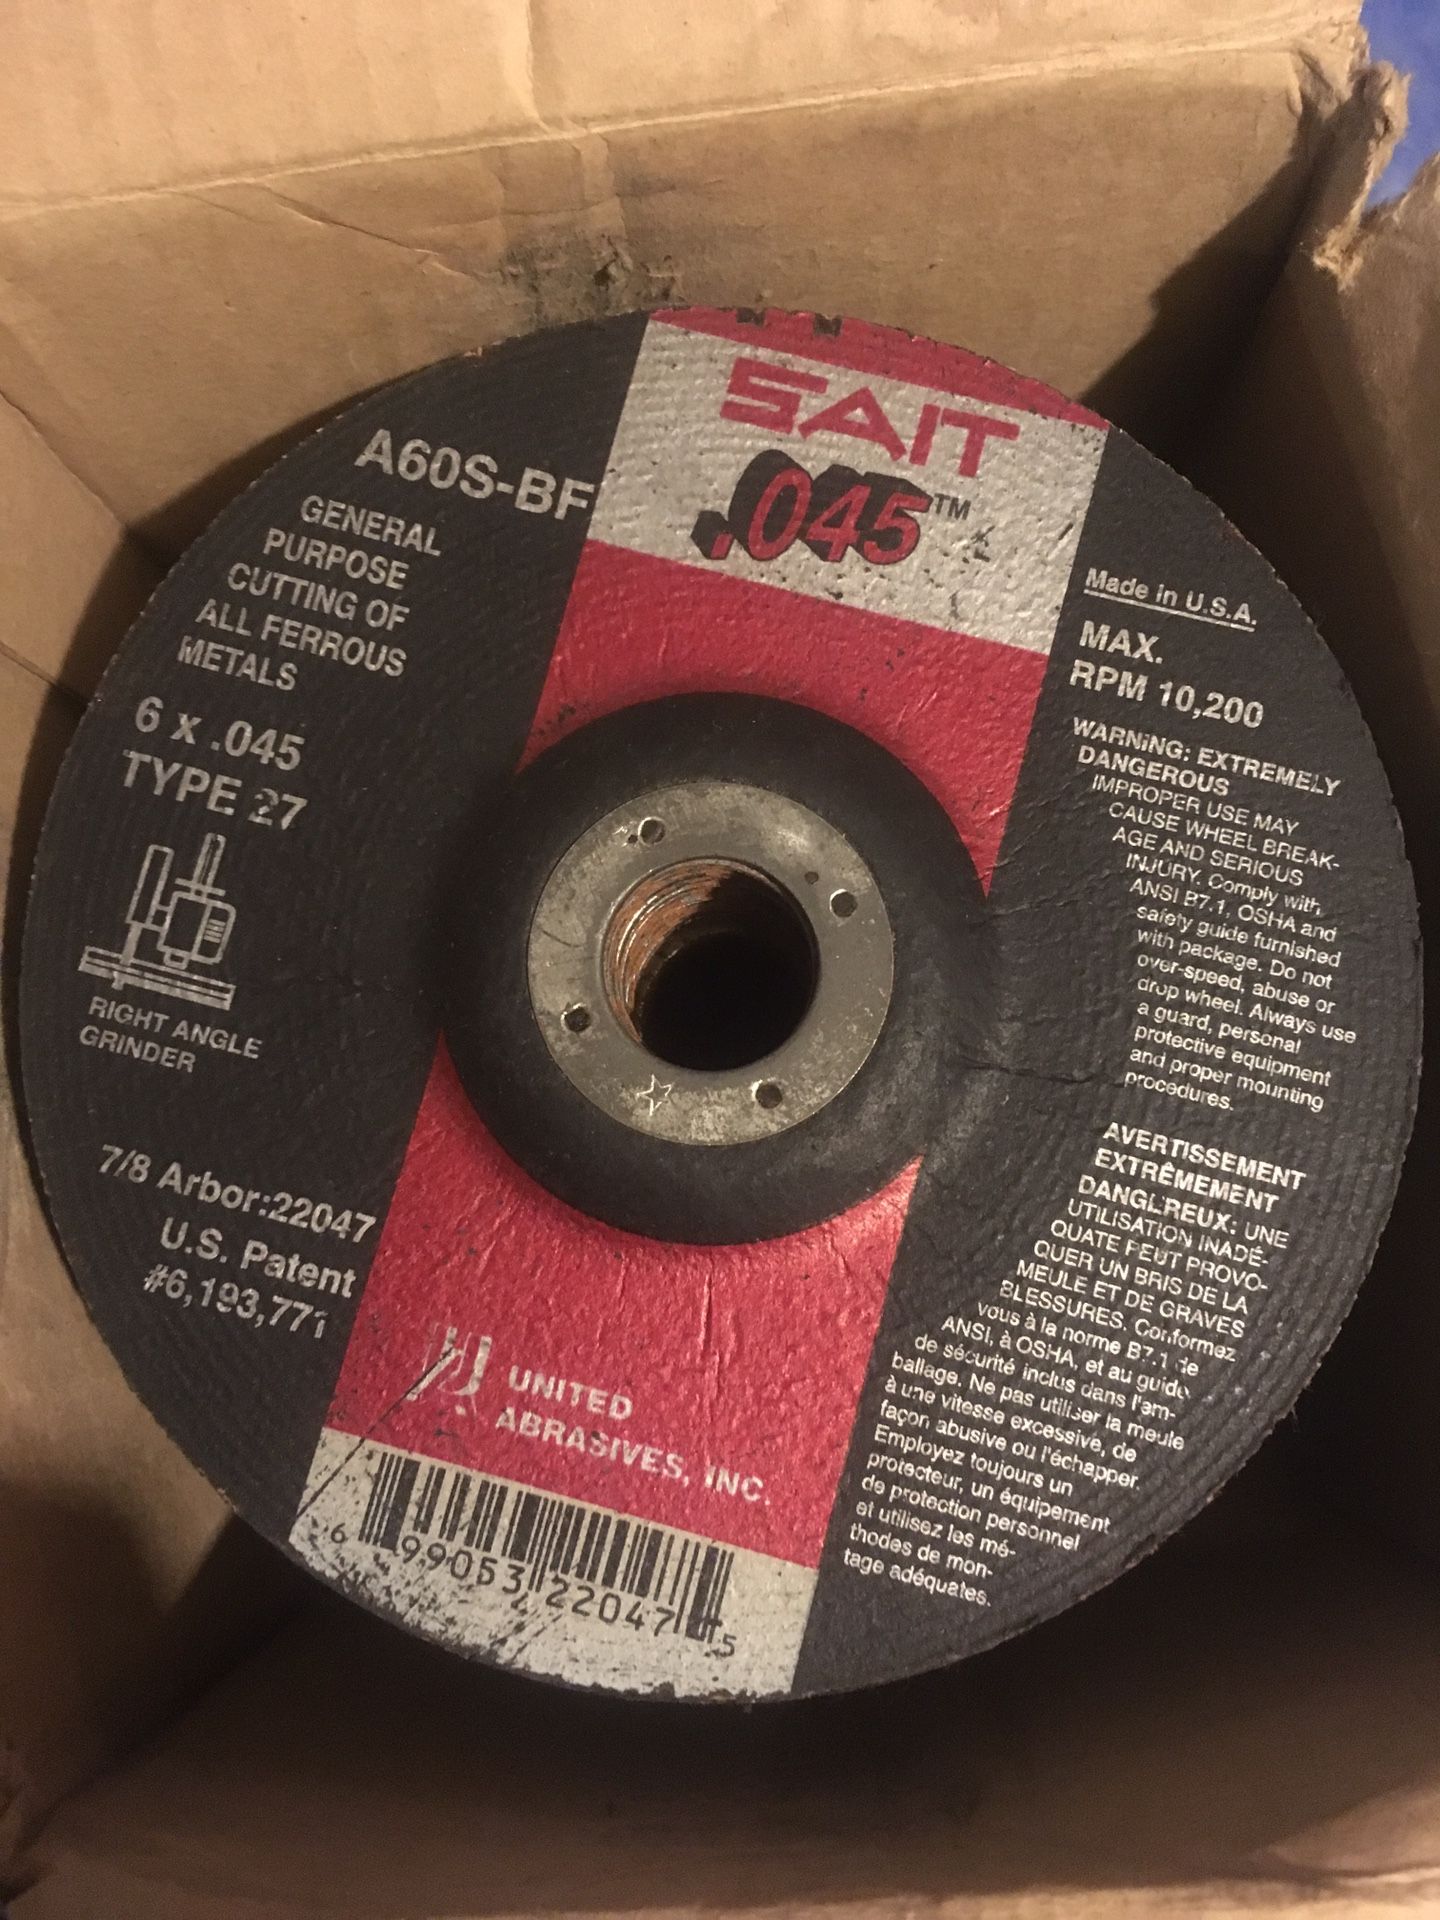 SAIT
.045™
A60S-BF
GENERAL
PURPOSE
CUTTING OF
ALL FERROUS
METALS
6 x .045
TYPE 27
RIGHT ANGLE
GRINDER
7/8 Arbor:22047
U.S. Patent
#6,193,771
Made in U.S.A.
MAX.
RPM 10,200
WARNING: EXTREMELY
DANGEROUS
IMPROPER USE MAY
CAUSE WHEEL BREAK-
AGE AND SERIOUS
INJURY. Comply with
ANSI B7.1, OSHA and
safety guide furnished
with package. Do not
over-speed, abuse or
drop wheel. Always use
a guard, personal
protective equipment
and proper mounting
procedures.
AVERTISSEMENT
EXTRÊMEMENT
DANGEREUX: UNE
UTILISATION INADÉ-
QUATE PEUT PROVO-
QUER UN BRIS DE LA
MEULE ET DE GRAVES
BLESSURES. Conformez
vous à la norme B7.1 de
ANSI, à OSHA, et au guide
de sécurité inclus dans l'em-
ballage. Ne pas utiliser la meule
à une vitesse excessive, de
façon abusive ou l'échapper.
Employez toujours un
protecteur, un équipement
de protection personnel
et utilisez les mé-
thodes de mon-
tage adéquates.
UNITED
ABRASIVES, INC.
6 99053 22047 5